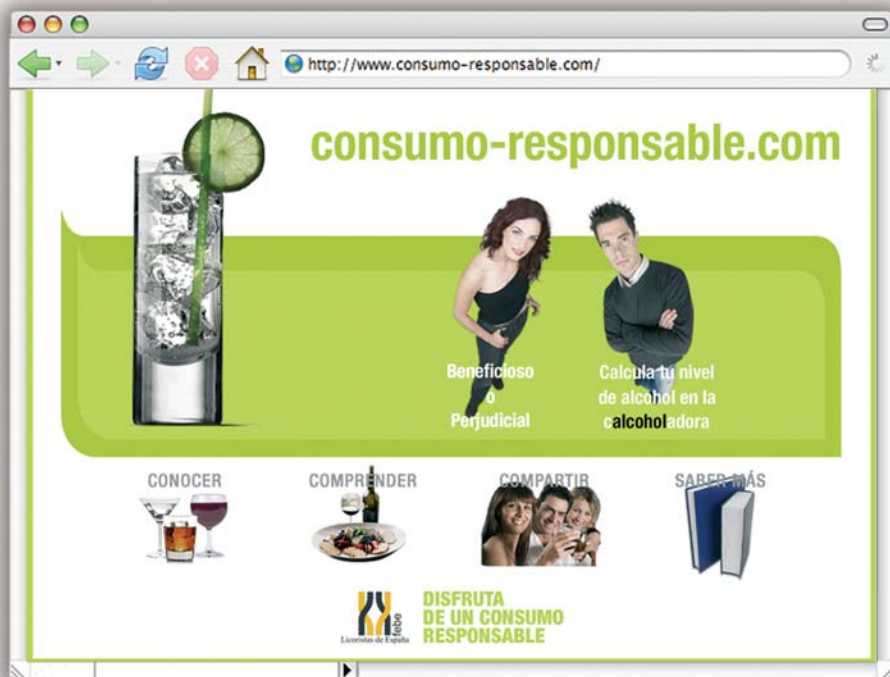 http://www.consumo-responsable.com/
consumo-responsable.com
Beneficioso
o
Perjudicial
Calcula tu nivel
de alcohol en la
calcoholadora
CONOCER
COMPRENDER
COMPARTIR
SABER MÁS
febe
Licoristas de España
DISFRUTA
DE UN CONSUMO
RESPONSABLE